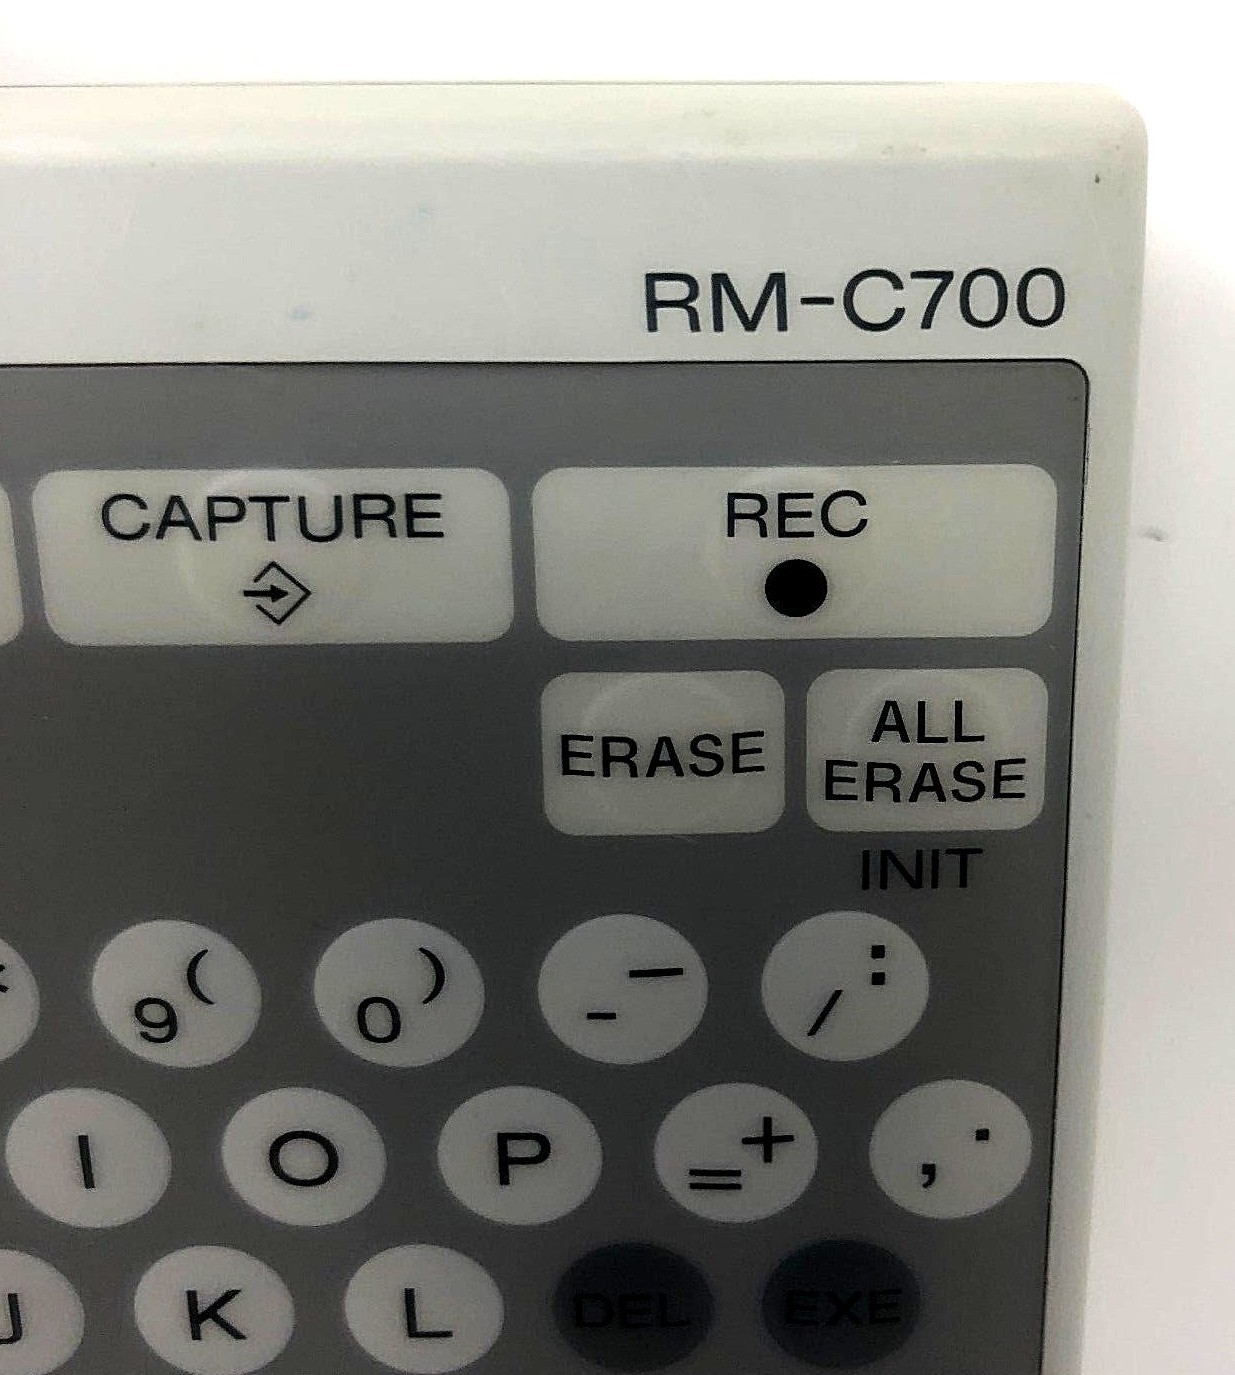 RM-C700
CAPTURE
REC
ERASE
ALL
ERASE
INIT
9 (
0 )
- —
/ :
I
O
P
= +
, .
J
K
L
DEL
EXE